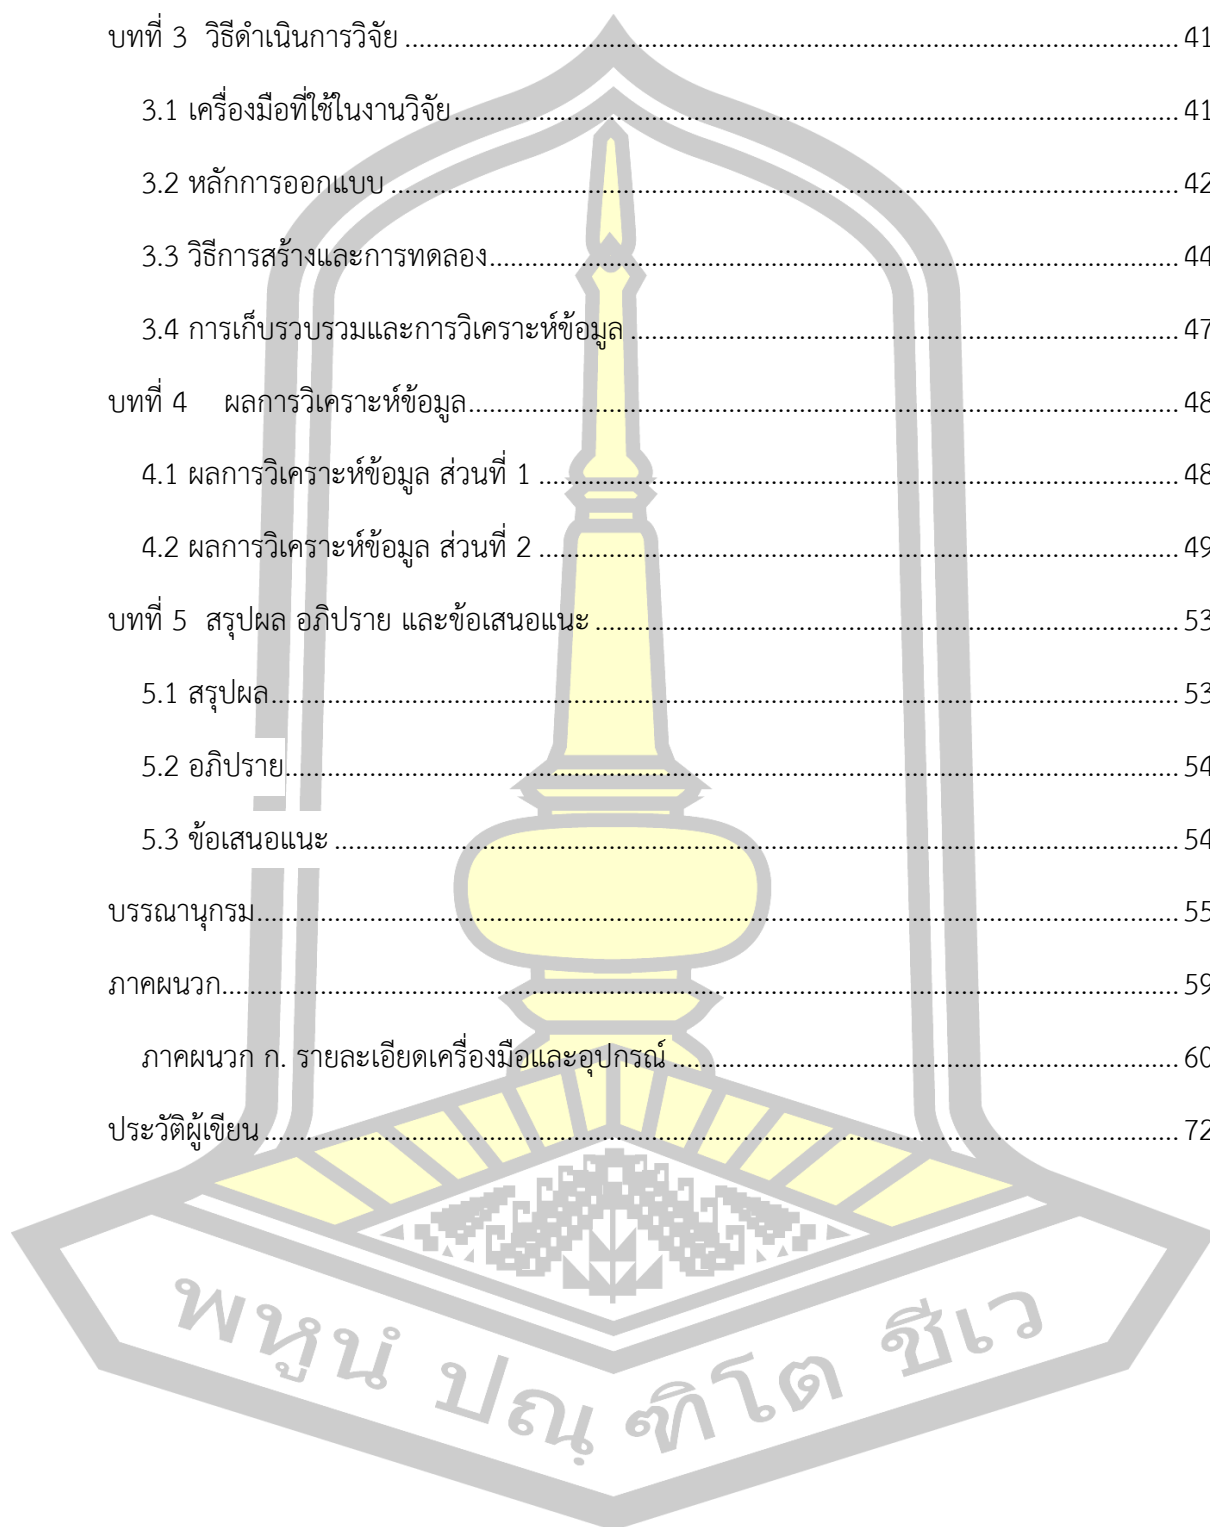 บทที่ 3 วิธีดำเนินการวิจัย .......... 41
3.1 เครื่องมือที่ใช้ในงานวิจัย .......... 41
3.2 หลักการออกแบบ .......... 42
3.3 วิธีการสร้างและการทดลอง .......... 44
3.4 การเก็บรวบรวมและการวิเคราะห์ข้อมูล .......... 47
บทที่ 4 ผลการวิเคราะห์ข้อมูล .......... 48
4.1 ผลการวิเคราะห์ข้อมูล ส่วนที่ 1 .......... 48
4.2 ผลการวิเคราะห์ข้อมูล ส่วนที่ 2 .......... 49
บทที่ 5 สรุปผล อภิปราย และข้อเสนอแนะ .......... 53
5.1 สรุปผล .......... 53
5.2 อภิปราย .......... 54
5.3 ข้อเสนอแนะ .......... 54
บรรณานุกรม .......... 55
ภาคผนวก .......... 59
ภาคผนวก ก. รายละเอียดเครื่องมือและอุปกรณ์ .......... 60
ประวัติผู้เขียน .......... 72
พหูนํ ปณฺฑิโต ชีเว